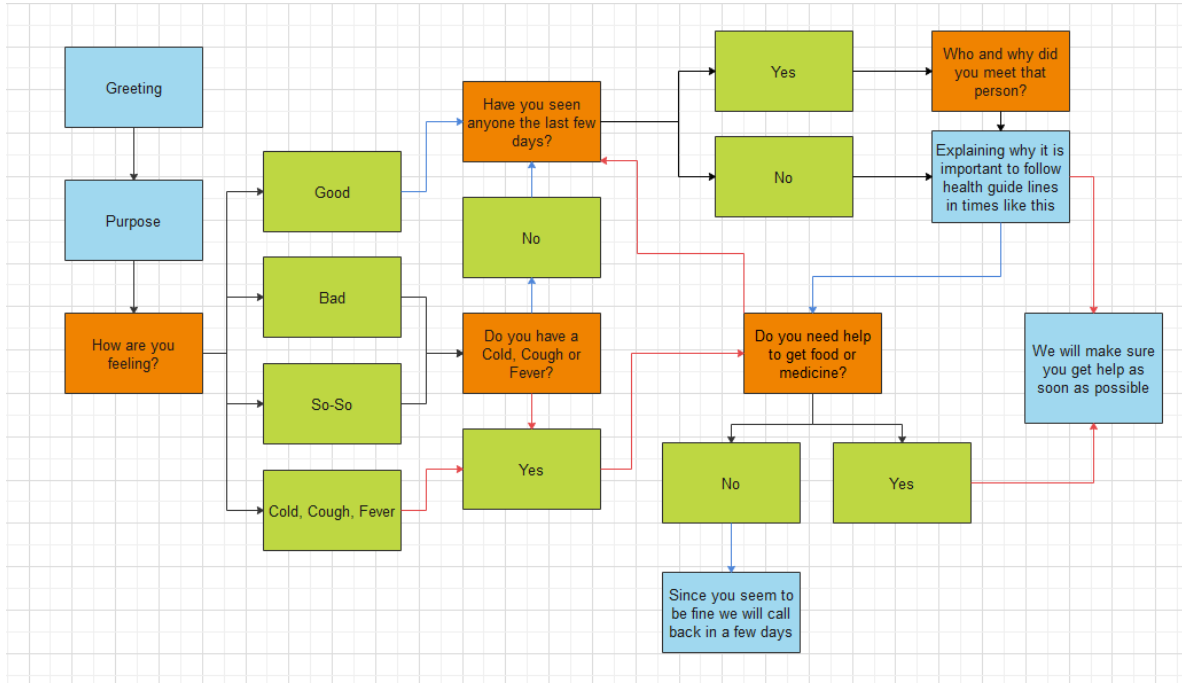 Greeting
Purpose
How are you
feeling?
Good
Bad
So-So
Cold, Cough, Fever
Have you seen
anyone the last few
days?
No
Do you have a
Cold, Cough or
Fever?
Yes
Yes
No
Who and why did
you meet that
person?
Explaining why it is
important to follow
health guide lines
in times like this
Do you need help
to get food or
medicine?
No
Yes
We will make sure
you get help as
soon as possible
Since you seem to
be fine we will call
back in a few days